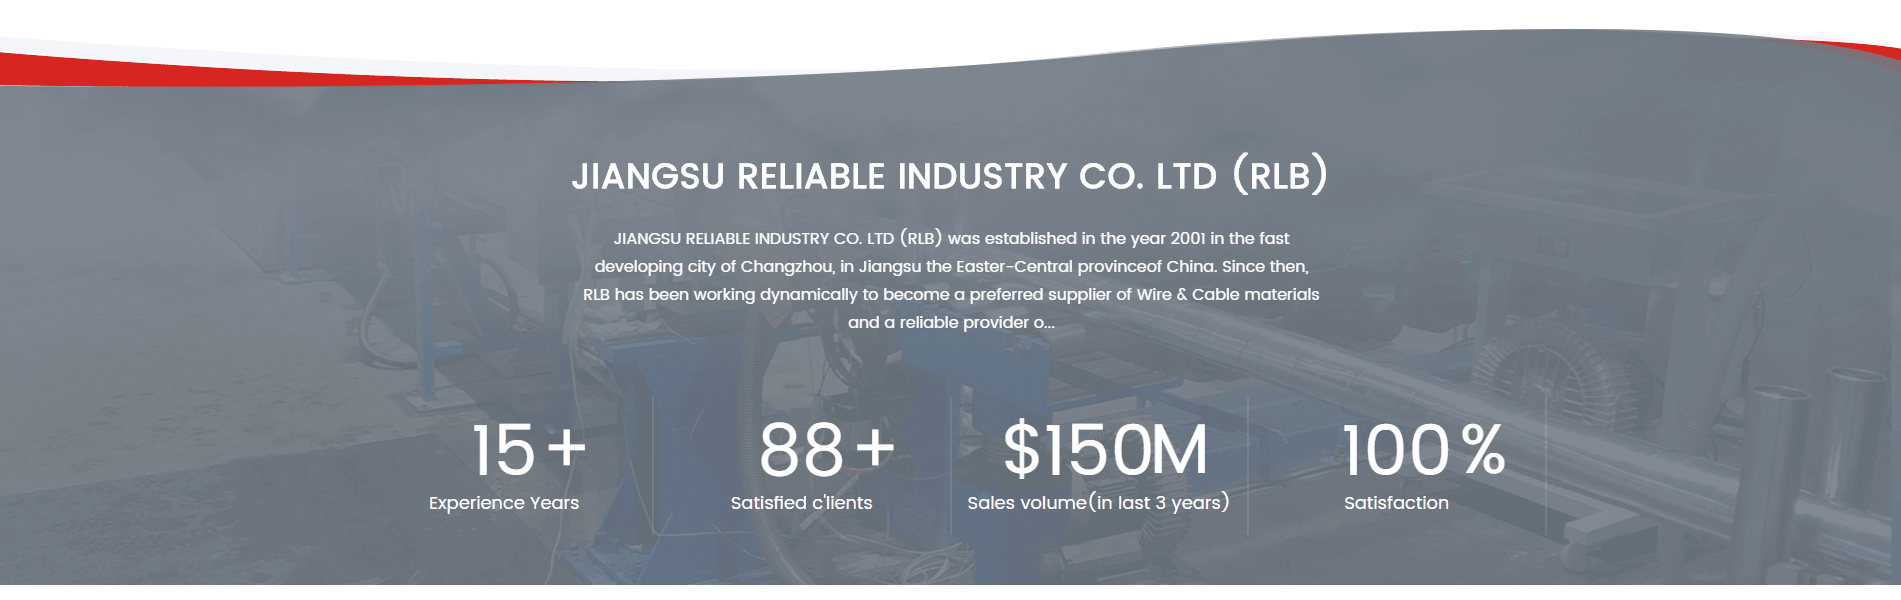 JIANGSU RELIABLE INDUSTRY CO. LTD (RLB)
JIANGSU RELIABLE INDUSTRY CO. LTD (RLB) was established in the year 2001 in the fast
developing city of Changzhou, in Jiangsu the Easter-Central provinceof China. Since then,
RLB has been working dynamically to become a preferred supplier of Wire & Cable materials
and a reliable provider o...
15+ 88+ $150M 100%
Experience Years Satisfied c'lients Sales volume(in last 3 years) Satisfaction